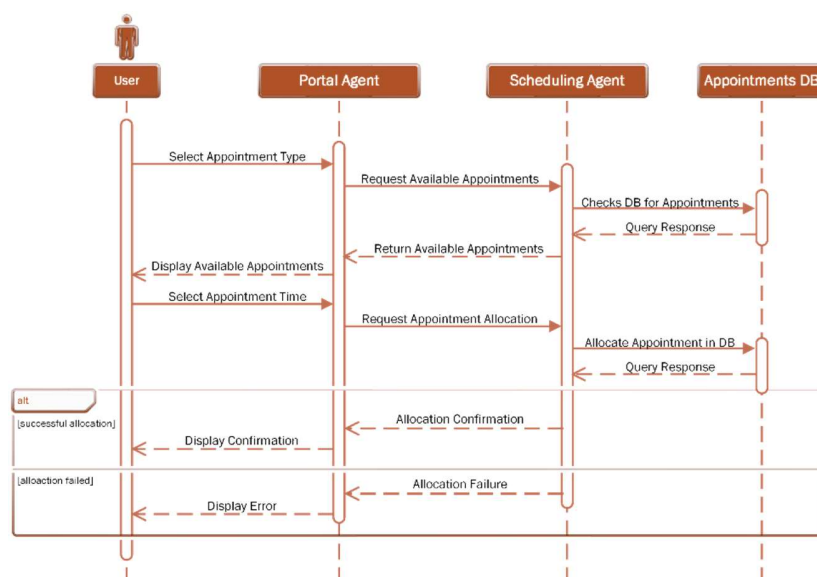 User
Portal Agent
Scheduling Agent
Appointments DB
Select Appointment Type
Request Available Appointments
Checks DB for Appointments
Query Response
Return Available Appointments
Display Available Appointments
Select Appointment Time
Request Appointment Allocation
Allocate Appointment in DB
Query Response
alt
[successful allocation]
Allocation Confirmation
Display Confirmation
[alloaction failed]
Allocation Failure
Display Error